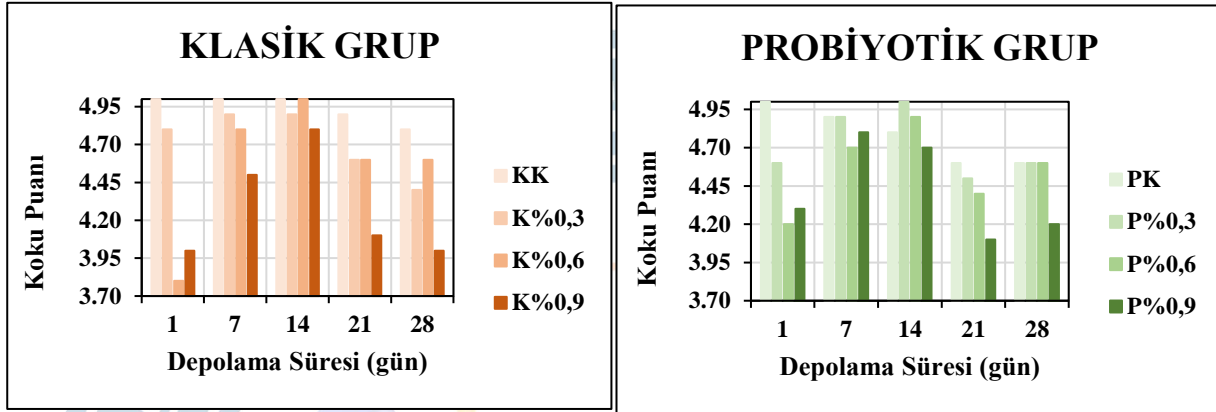 KLASİK GRUP
4.95
4.70
4.45
4.20
3.95
3.70
Koku Puanı
1 7 14 21 28
Depolama Süresi (gün)
KK
K%0,3
K%0,6
K%0,9
PROBİYOTİK GRUP
4.95
4.70
4.45
4.20
3.95
3.70
Koku Puanı
1 7 14 21 28
Depolama Süresi (gün)
PK
P%0,3
P%0,6
P%0,9